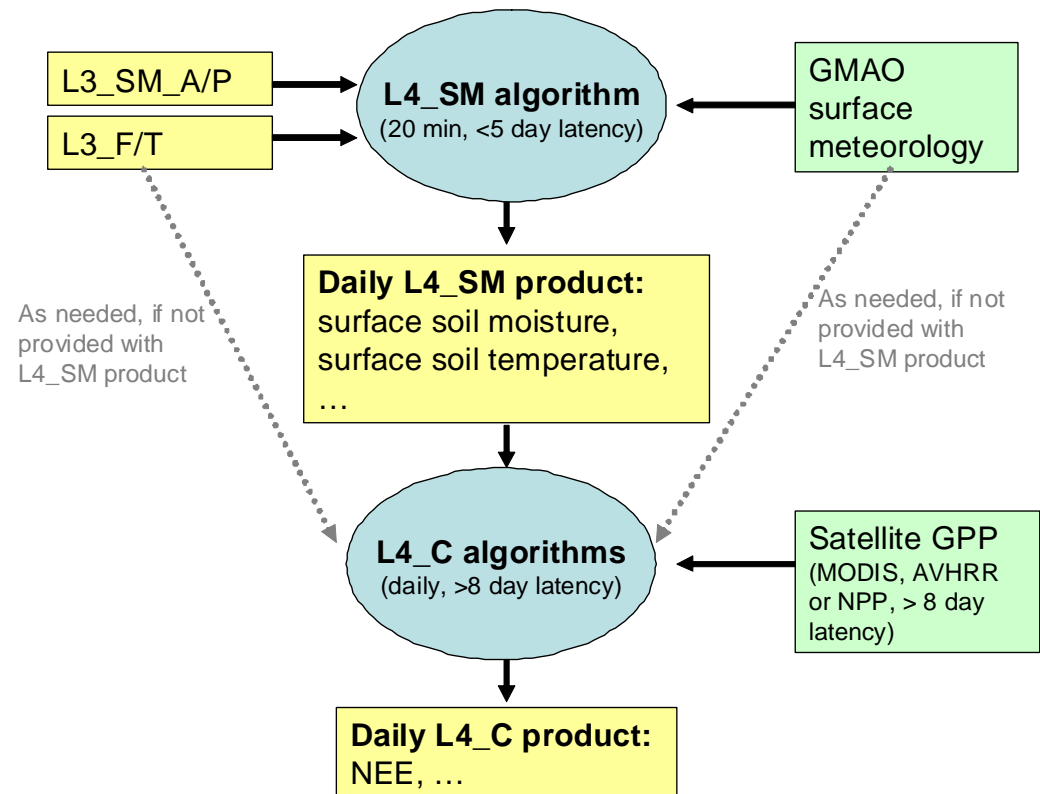 L3_SM_A/P
L3_F/T
L4_SM algorithm
(20 min, <5 day latency)
GMAO
surface
meteorology
Daily L4_SM product:
surface soil moisture,
surface soil temperature,
…
As needed, if not
provided with
L4_SM product
As needed, if not
provided with
L4_SM product
L4_C algorithms
(daily, >8 day latency)
Satellite GPP
(MODIS, AVHRR
or NPP, > 8 day
latency)
Daily L4_C product:
NEE, …